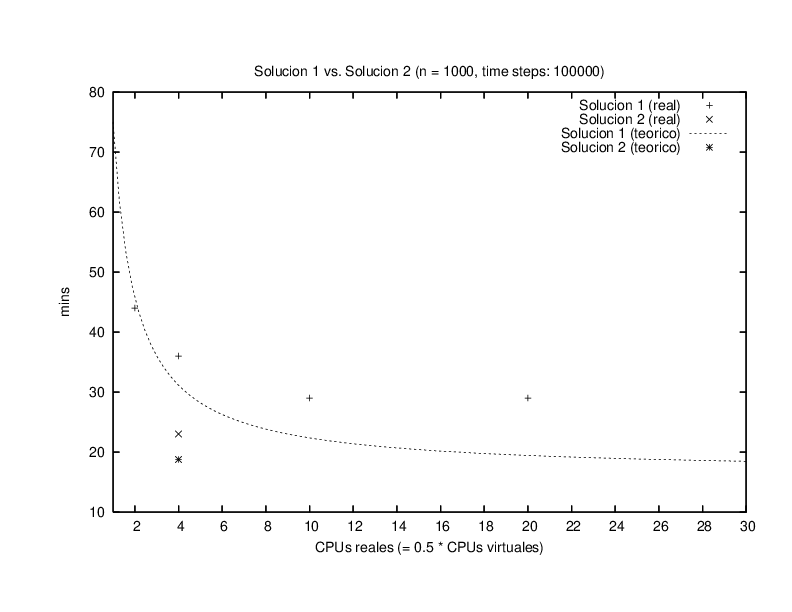 Solucion 1 vs. Solucion 2 (n = 1000, time steps: 100000)
80
70
60
50
40
30
20
10
mins
Solucion 1 (real)
Solucion 2 (real)
Solucion 1 (teorico)
Solucion 2 (teorico)
2 4 6 8 10 12 14 16 18 20 22 24 26 28 30
CPUs reales (= 0.5 * CPUs virtuales)